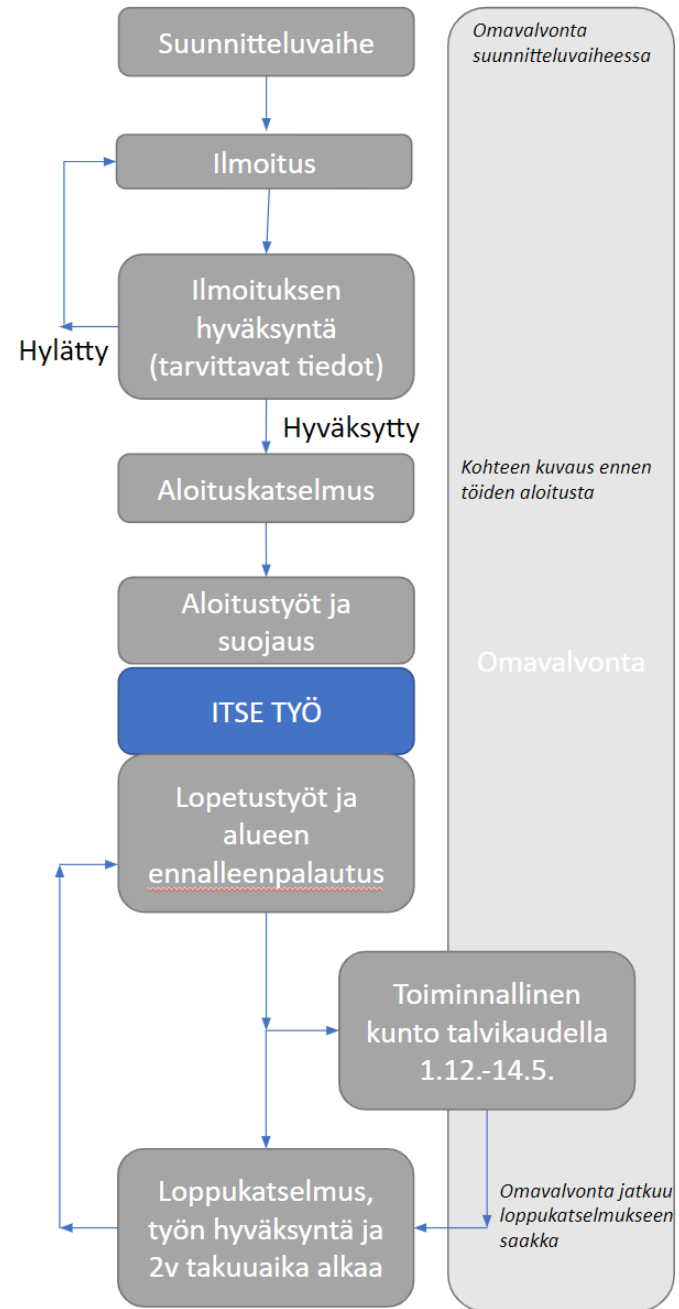 Suunnitteluvaihe
Omavalvonta
suunnitteluvaiheessa
Ilmoitus
Ilmoituksen
hyväksyntä
(tarvittavat tiedot)
Hylätty
Hyväksytty
Aloituskatselmus
Kohteen kuvaus ennen
töiden aloitusta
Aloitustyöt ja
suojaus
Omavalvonta
ITSE TYÖ
Lopetustyöt ja
alueen
ennalleenpalautus
Toiminnallinen
kunto talvikaudella
1.12.-14.5.
Loppukatselmus,
työn hyväksyntä ja
2v takuuaika alkaa
Omavalvonta jatkuu
loppukatselmukseen
saakka